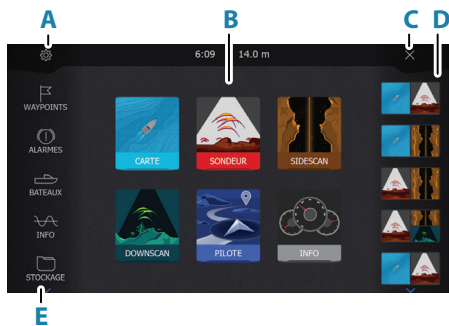 A
B
C
D
6:09
14.0 m
WAYPOINTS
ALARMES
BATEAUX
INFO
STOCKAGE
CARTE
SONDEUR
SIDESCAN
DOWNSCAN
PILOTE
INFO
E